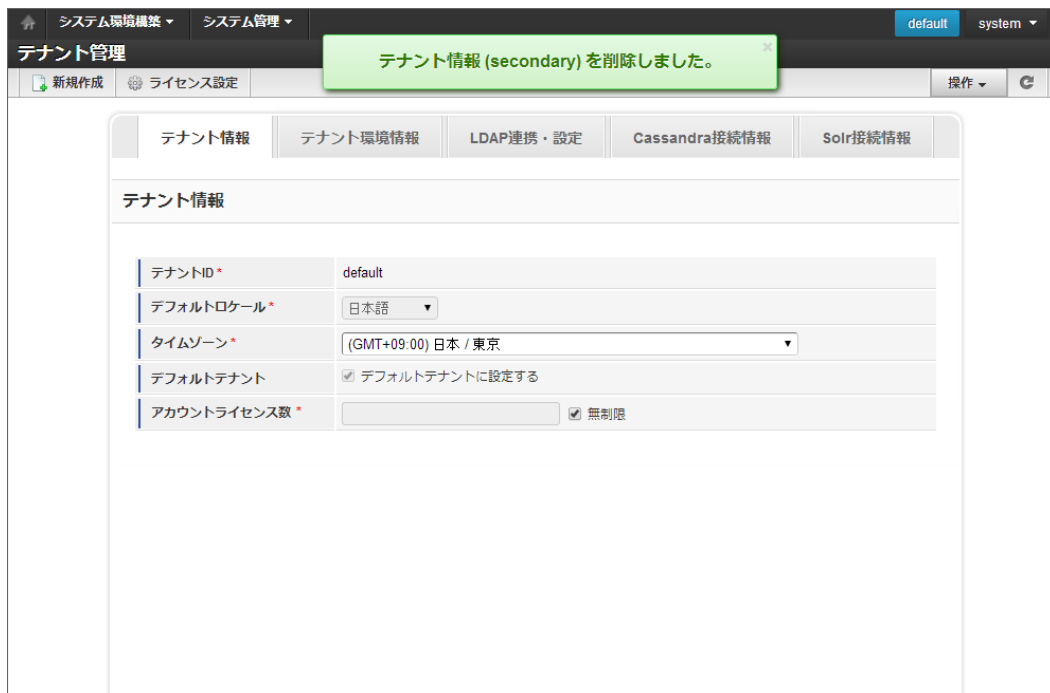 システム環境構築 ▼ システム管理 ▼ default system ▼
テナント管理
テナント情報 (secondary) を削除しました。 ×
新規作成 ライセンス設定 操作 ▼
テナント情報 テナント環境情報 LDAP連携・設定 Cassandra接続情報 Solr接続情報
テナント情報
テナントID * default
デフォルトロケール * 日本語 ▼
タイムゾーン * (GMT+09:00) 日本 / 東京 ▼
デフォルトテナント デフォルトテナントに設定する
アカウントライセンス数 * 無制限